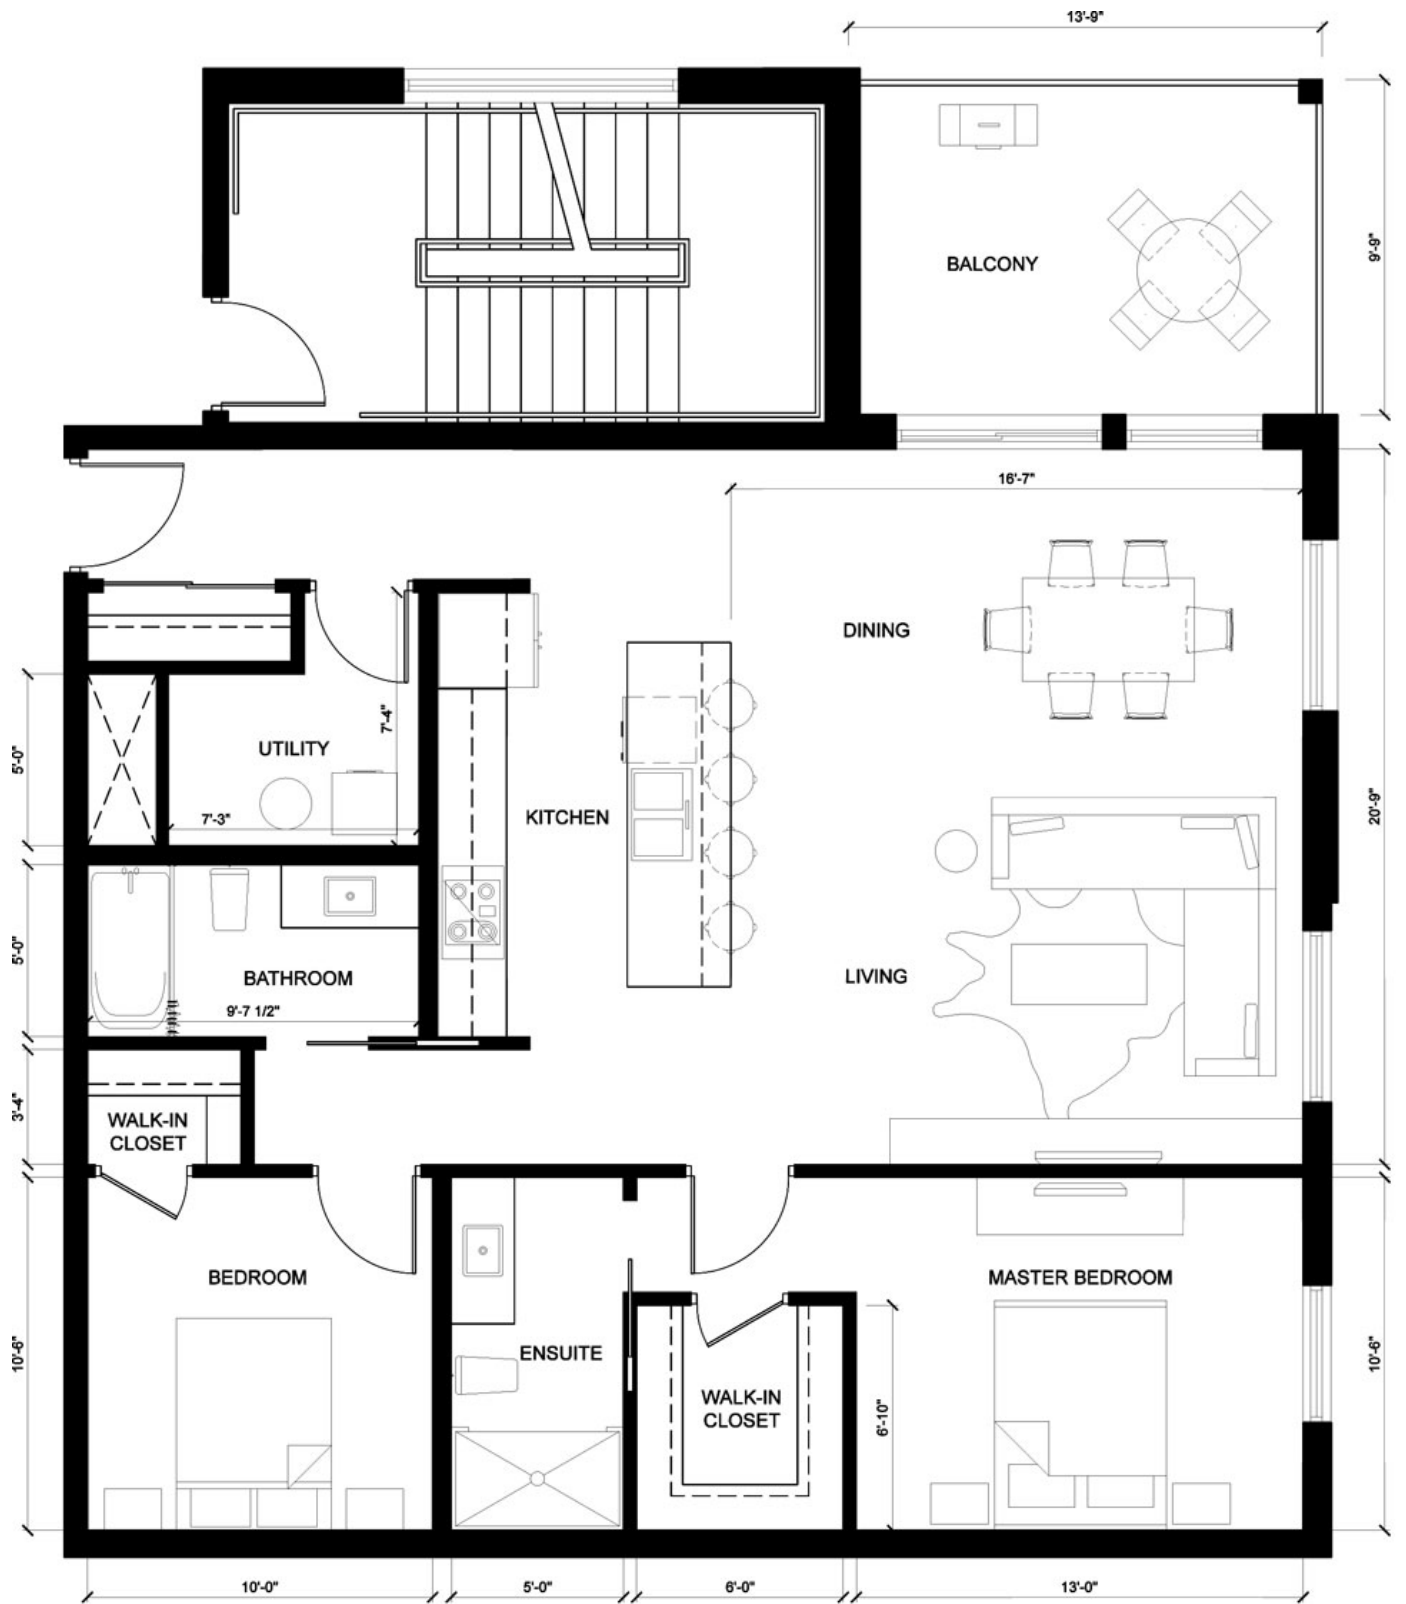 13'-9"
BALCONY
9'-9"
16'-7"
DINING
7'-4"
UTILITY
5'-0"
7'-3"
KITCHEN
20'-9"
BATHROOM
9'-7 1/2"
5'-0"
LIVING
3'-4"
WALK-IN
CLOSET
BEDROOM
MASTER BEDROOM
ENSUITE
10'-6"
10'-6"
WALK-IN
CLOSET
6'-10"
10'-0"
5'-0"
6'-0"
13'-0"